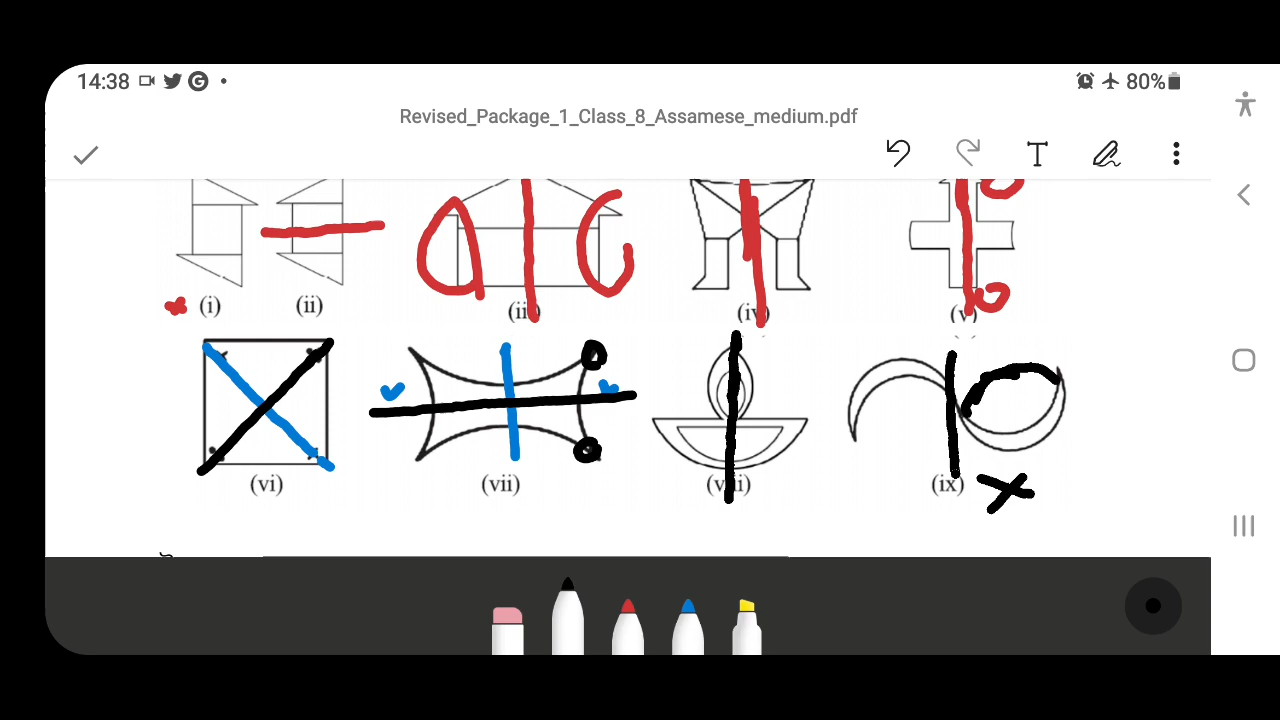 14:38 80%
Revised_Package_1_Class_8_Assamese_medium.pdf
T
(i) (ii) (iii) (iv) (v)
(vi) (vii) (viii) (ix)